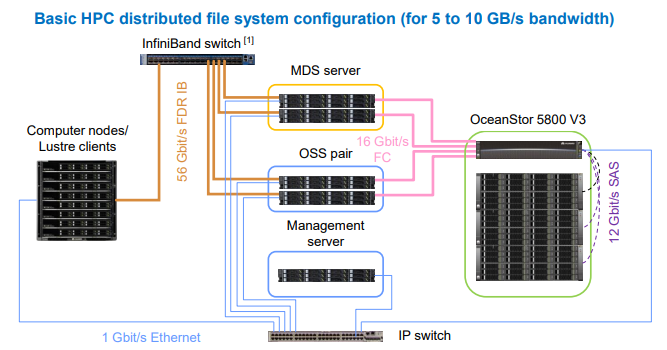 Basic HPC distributed file system configuration (for 5 to 10 GB/s bandwidth)
InfiniBand switch [1]
MDS server
OceanStor 5800 V3
Computer nodes/
Lustre clients
56 Gbit/s FDR IB
16 Gbit/s
FC
OSS pair
12 Gbit/s SAS
Management
server
1 Gbit/s Ethernet
IP switch